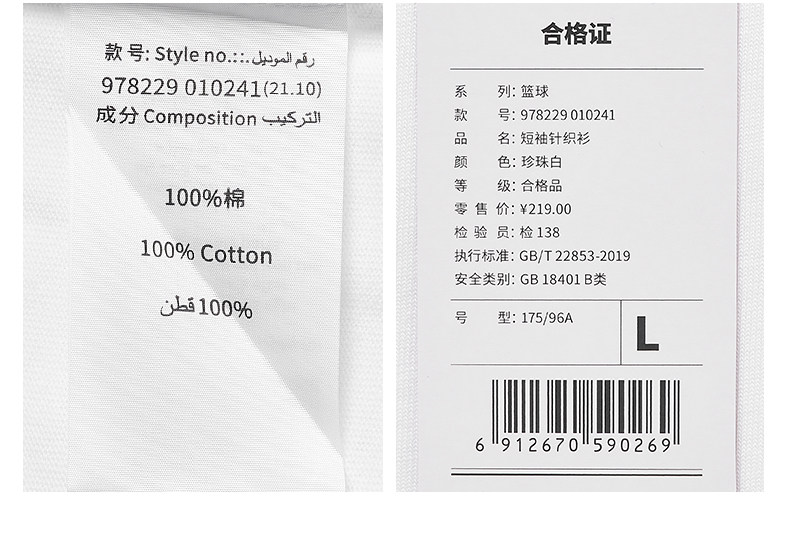 款 号: Style no.::. رقم الموديل
978229 010241(21.10)
成分 Composition التركيب
100%棉
100% Cotton
100% قطن
合格证
系 列: 篮球
款 号: 978229 010241
品 名: 短袖针织衫
颜 色: 珍珠白
等 级: 合格品
零 售 价: ¥219.00
检 验 员: 检 138
执行标准: GB/T 22853-2019
安全类别: GB 18401 B类
号 型: 175/96A
L
6 912670 590269